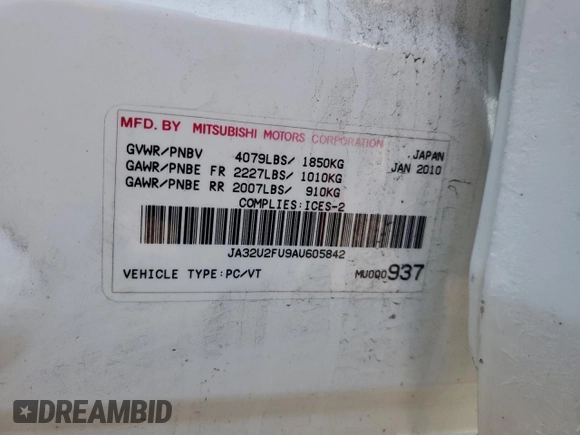 MFD. BY MITSUBISHI MOTORS CORPORATION
GVWR/PNBV 4079LBS/ 1850KG JAPAN
GAWR/PNBE FR 2227LBS/ 1010KG JAN 2010
GAWR/PNBE RR 2007LBS/ 910KG
COMPLIES:ICES-2
JA32U2FU9AU605842
VEHICLE TYPE:PC/VT MU000937
DREAMBID